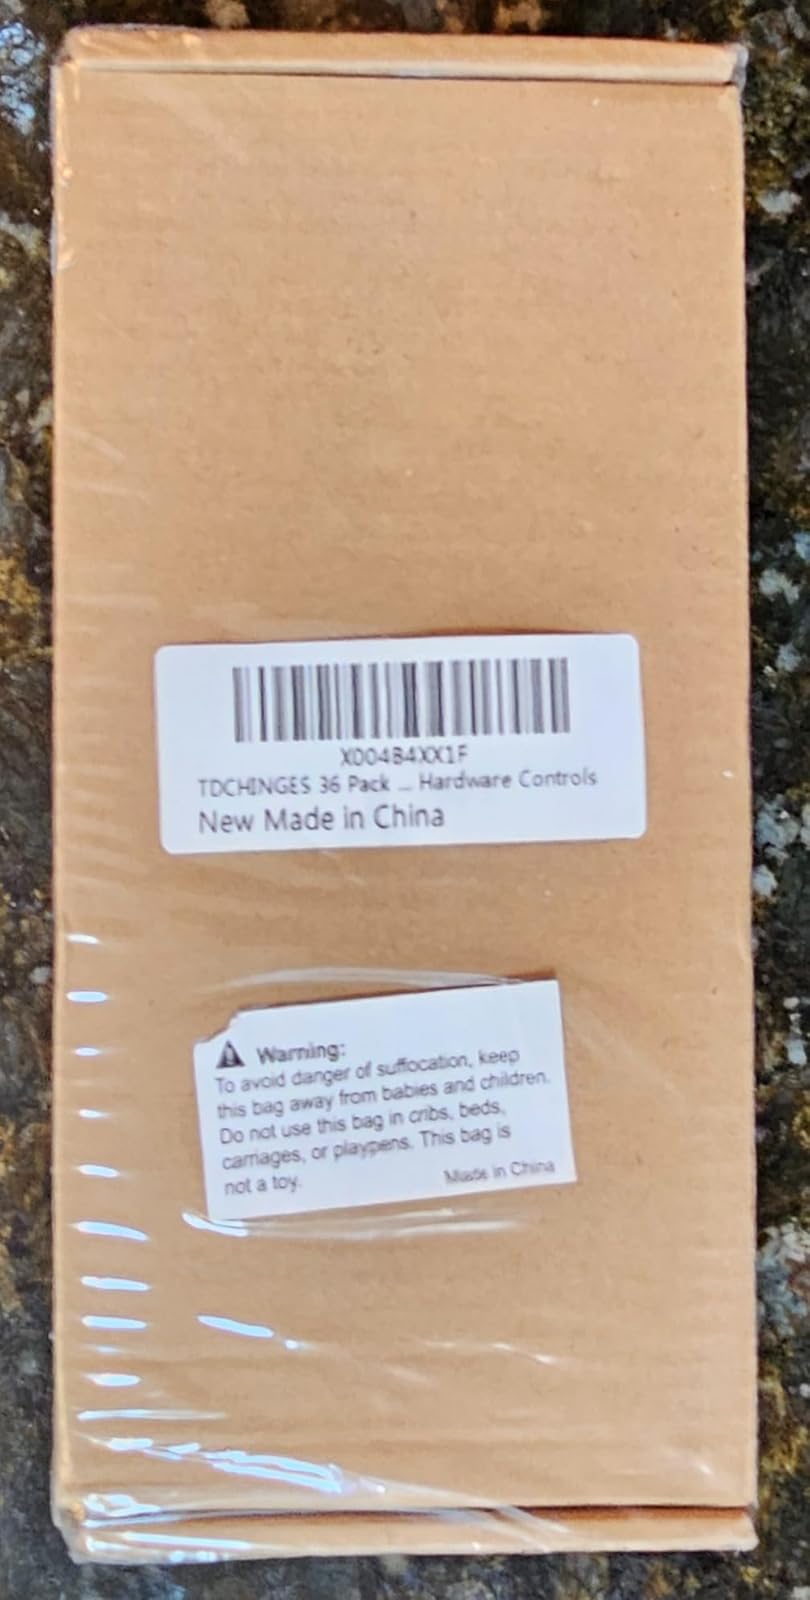 X004B4XX1F
TDCHINGES 36 Pack ... Hardware Controls
New Made in China
Warning:
To avoid danger of suffocation, keep
this bag away from babies and children.
Do not use this bag in cribs, beds,
carriages, or playpens. This bag is
not a toy.
Made in China